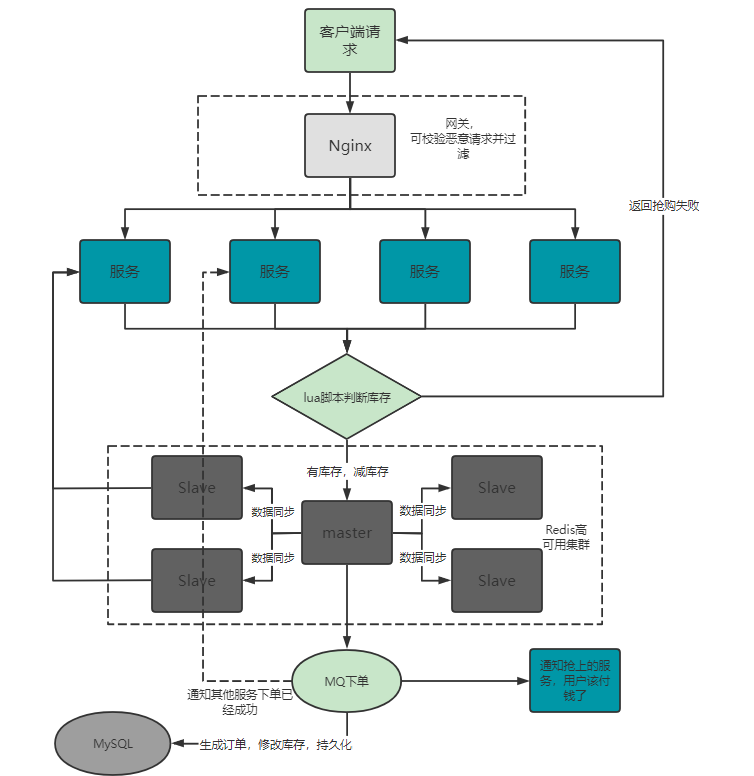 客户端请
求
网关，
可校验恶意请求并过
滤
Nginx
返回抢购失败
服务
服务
服务
服务
lua脚本判断库存
有库存，减库存
Slave
Slave
数据同步
数据同步
master
Redis高
可用集群
数据同步
数据同步
Slave
Slave
MQ下单
通知抢上的服
务，用户该付
钱了
通知其他服务下单已
经成功
MySQL
生成订单，修改库存，持久化